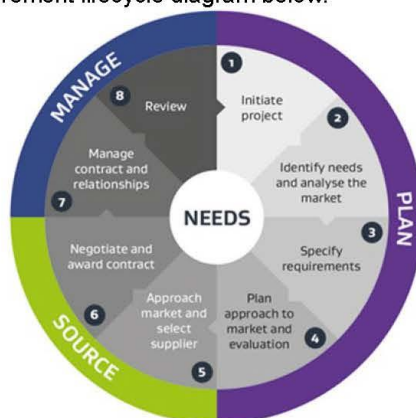 lifecycle diagram below.
MANAGE
PLAN
SOURCE
NEEDS
1
Initiate
project
2
Identify needs
and analyse the
market
3
Specify
requirements
4
Plan
approach to
market and
evaluation
5
Approach
market and
select
supplier
6
Negotiate and
award contract
7
Manage
contract and
relationships
8
Review